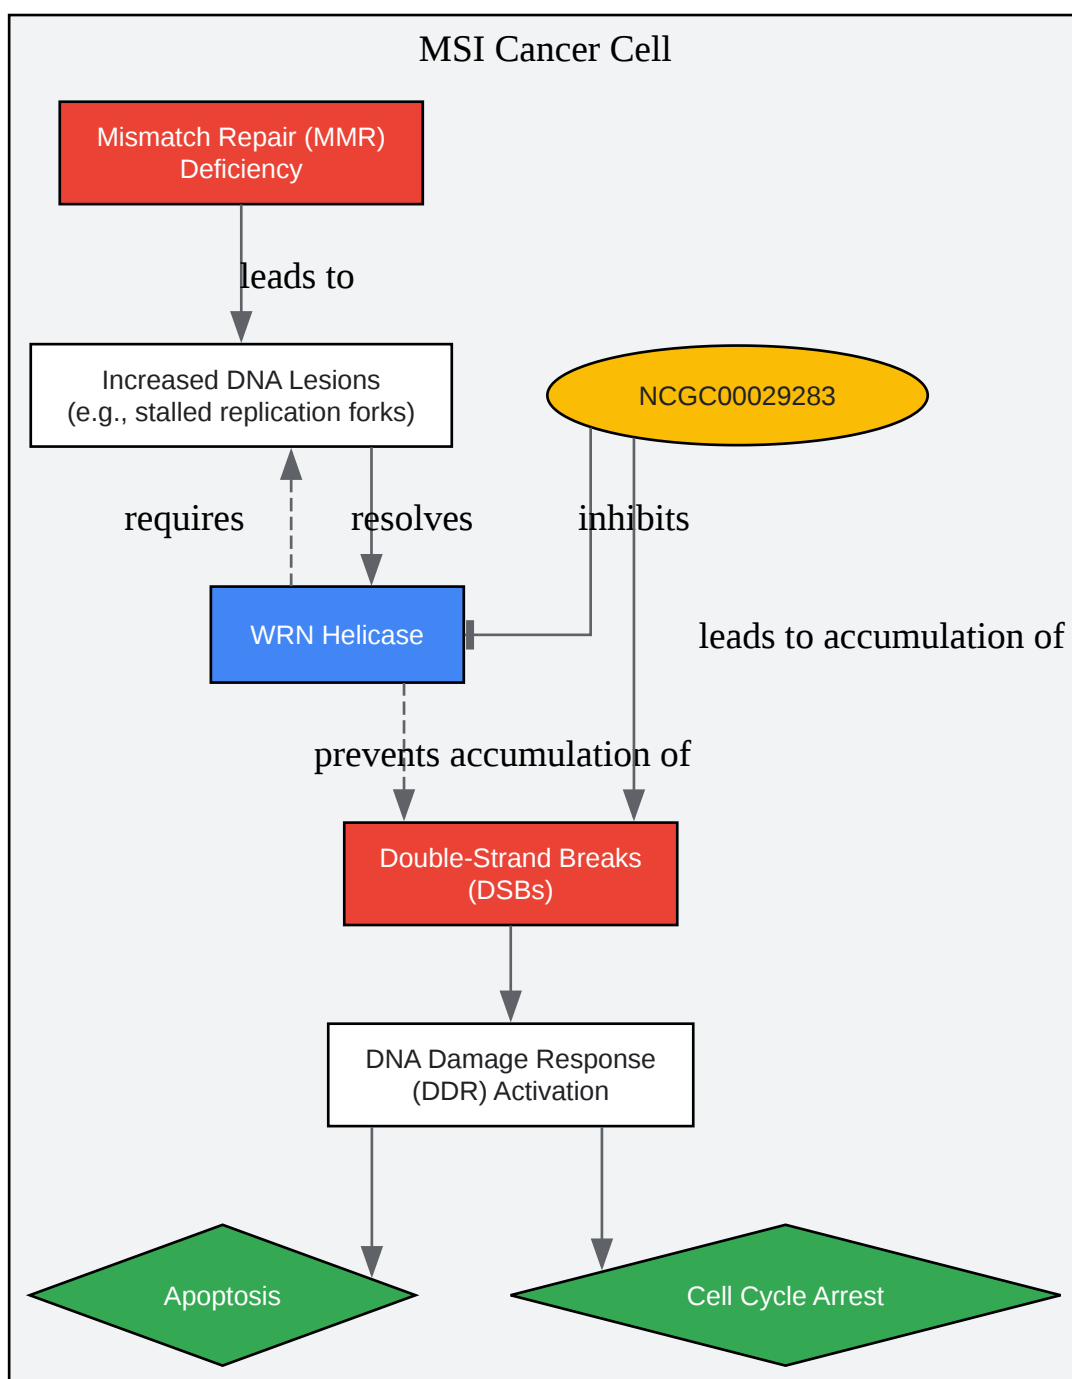 MSI Cancer Cell
Mismatch Repair (MMR)
Deficiency
leads to
Increased DNA Lesions
(e.g., stalled replication forks)
NCGC00029283
requires
resolves
inhibits
WRN Helicase
leads to accumulation of
prevents accumulation of
Double-Strand Breaks
(DSBs)
DNA Damage Response
(DDR) Activation
Apoptosis
Cell Cycle Arrest